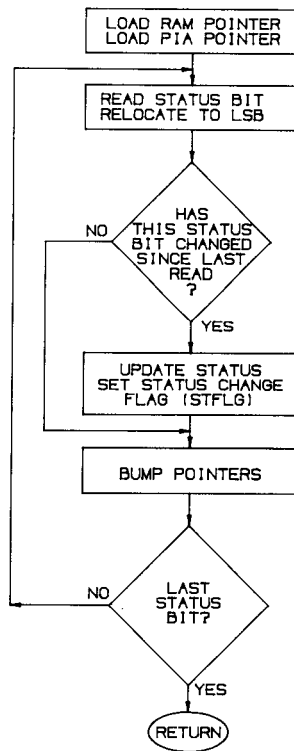 LOAD RAM POINTER
LOAD PIA POINTER
READ STATUS BIT
RELOCATE TO LSB
HAS
THIS STATUS
BIT CHANGED
SINCE LAST
READ
?
NO
YES
UPDATE STATUS
SET STATUS CHANGE
FLAG (STFLG)
BUMP POINTERS
LAST
STATUS
BIT?
NO
YES
RETURN